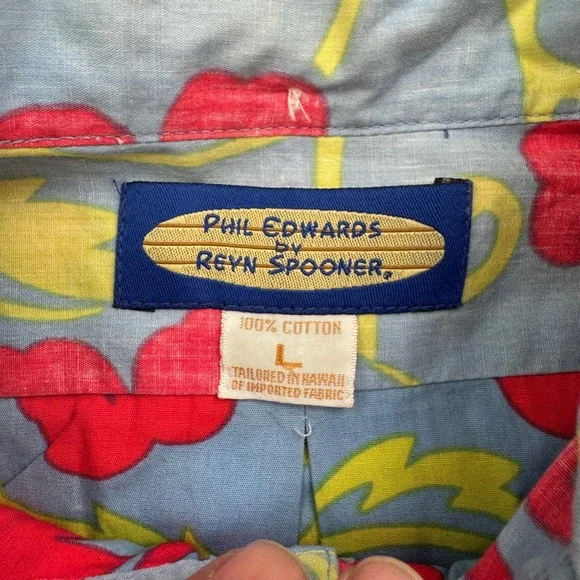 PHIL EDWARDS
BY
REYN SPOONER®
100% COTTON
L
TAILORED IN HAWAII
OF IMPORTED FABRIC